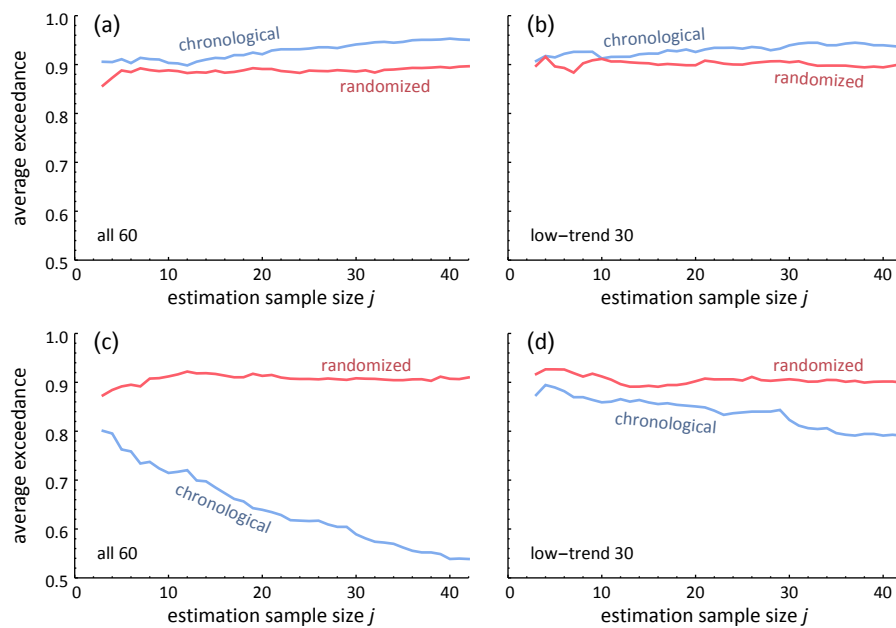 (a)
1.0
0.9
0.8
0.7
0.6
0.5
average exceedance
chronological
randomized
all 60
0 10 20 30 40
estimation sample size j
(b)
chronological
randomized
low−trend 30
0 10 20 30 40
estimation sample size j
(c)
1.0
0.9
0.8
0.7
0.6
0.5
average exceedance
randomized
chronological
all 60
0 10 20 30 40
estimation sample size j
(d)
randomized
chronological
low−trend 30
0 10 20 30 40
estimation sample size j